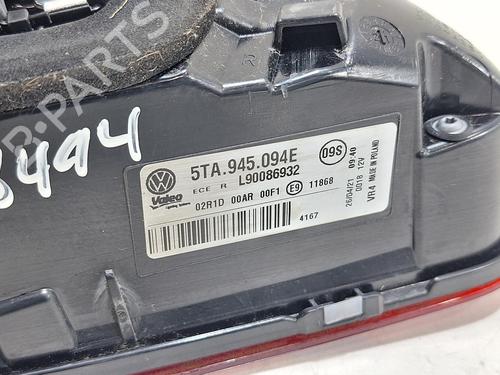 B-PARTS
3494
5TA.945.094E
09S
ECE R L90086932
Valeo
02R1D 00AR 00F1 E9 11868
4167
26/04/21 09:40
0018 12V
VR4 MADE IN POLAND